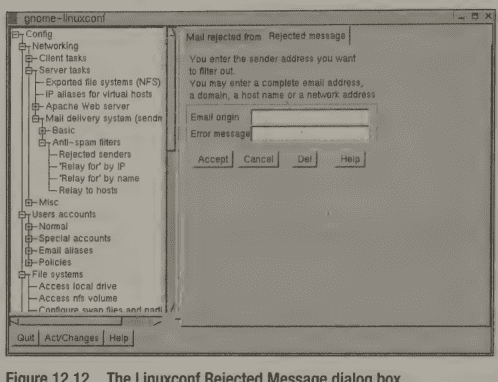 gnome-linuxconf
Config
Networking
Client tasks
Server tasks
Exported file systems (NFS)
IP aliases for virtual hosts
Apache Web server
Mail delivery system (sendm
Basic
Anti-spam filters
Rejected senders
'Relay for' by IP
'Relay for' by name
Relay to hosts
Misc
Users accounts
Normal
Special accounts
Email aliases
Policies
File systems
Access local drive
Access nfs volume
Configure swap files and parti
Mail rejected from Rejected message
You enter the sender address you want
to filter out.
You may enter a complete email address,
a domain, a host name or a network address
Email origin
Error message
Accept Cancel Del Help
Quit Act/Changes Help
Figure 12.12 The Linuxconf Rejected Message dialog box